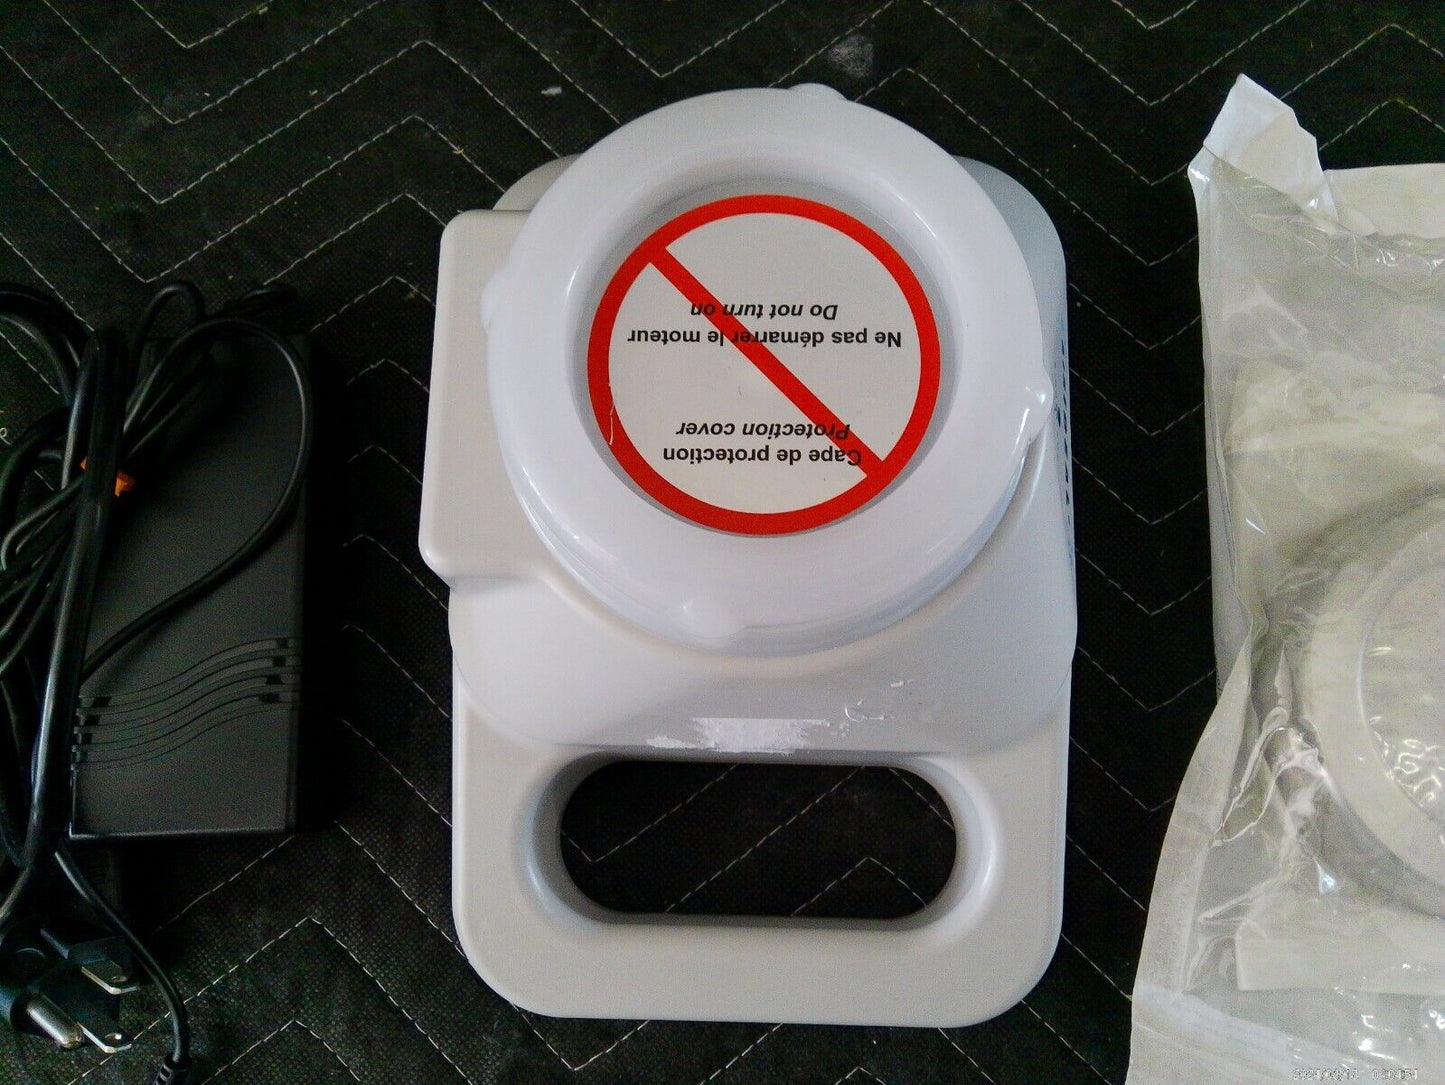 Cape de protection
Protection cover
Ne pas démarrer le moteur
Do not turn on